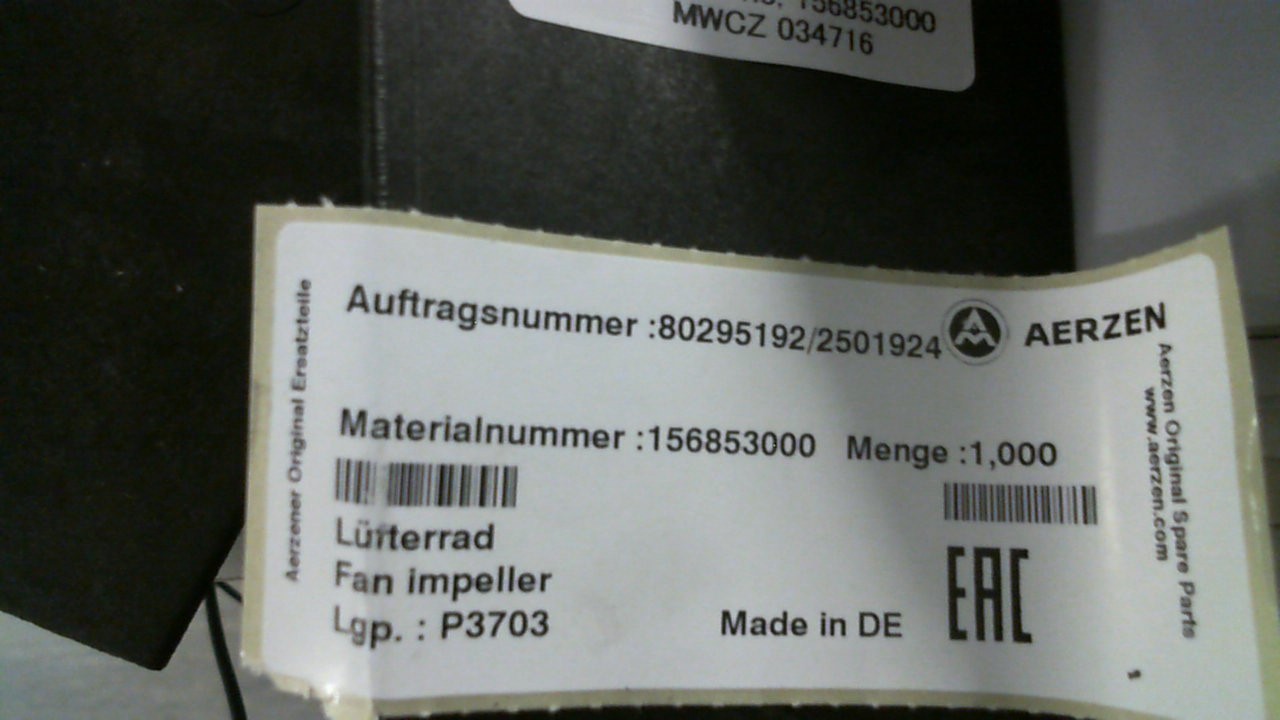 156853000
MWCZ 034716
Auftragsnummer :80295192/2501924
AERZEN
Materialnummer :156853000 Menge :1,000
Lüfterrad
Fan impeller
Lgp. : P3703
Made in DE
EAC
Aerzener Original Ersatzteile
Aerzen Original Spare Parts
www.aerzen.com